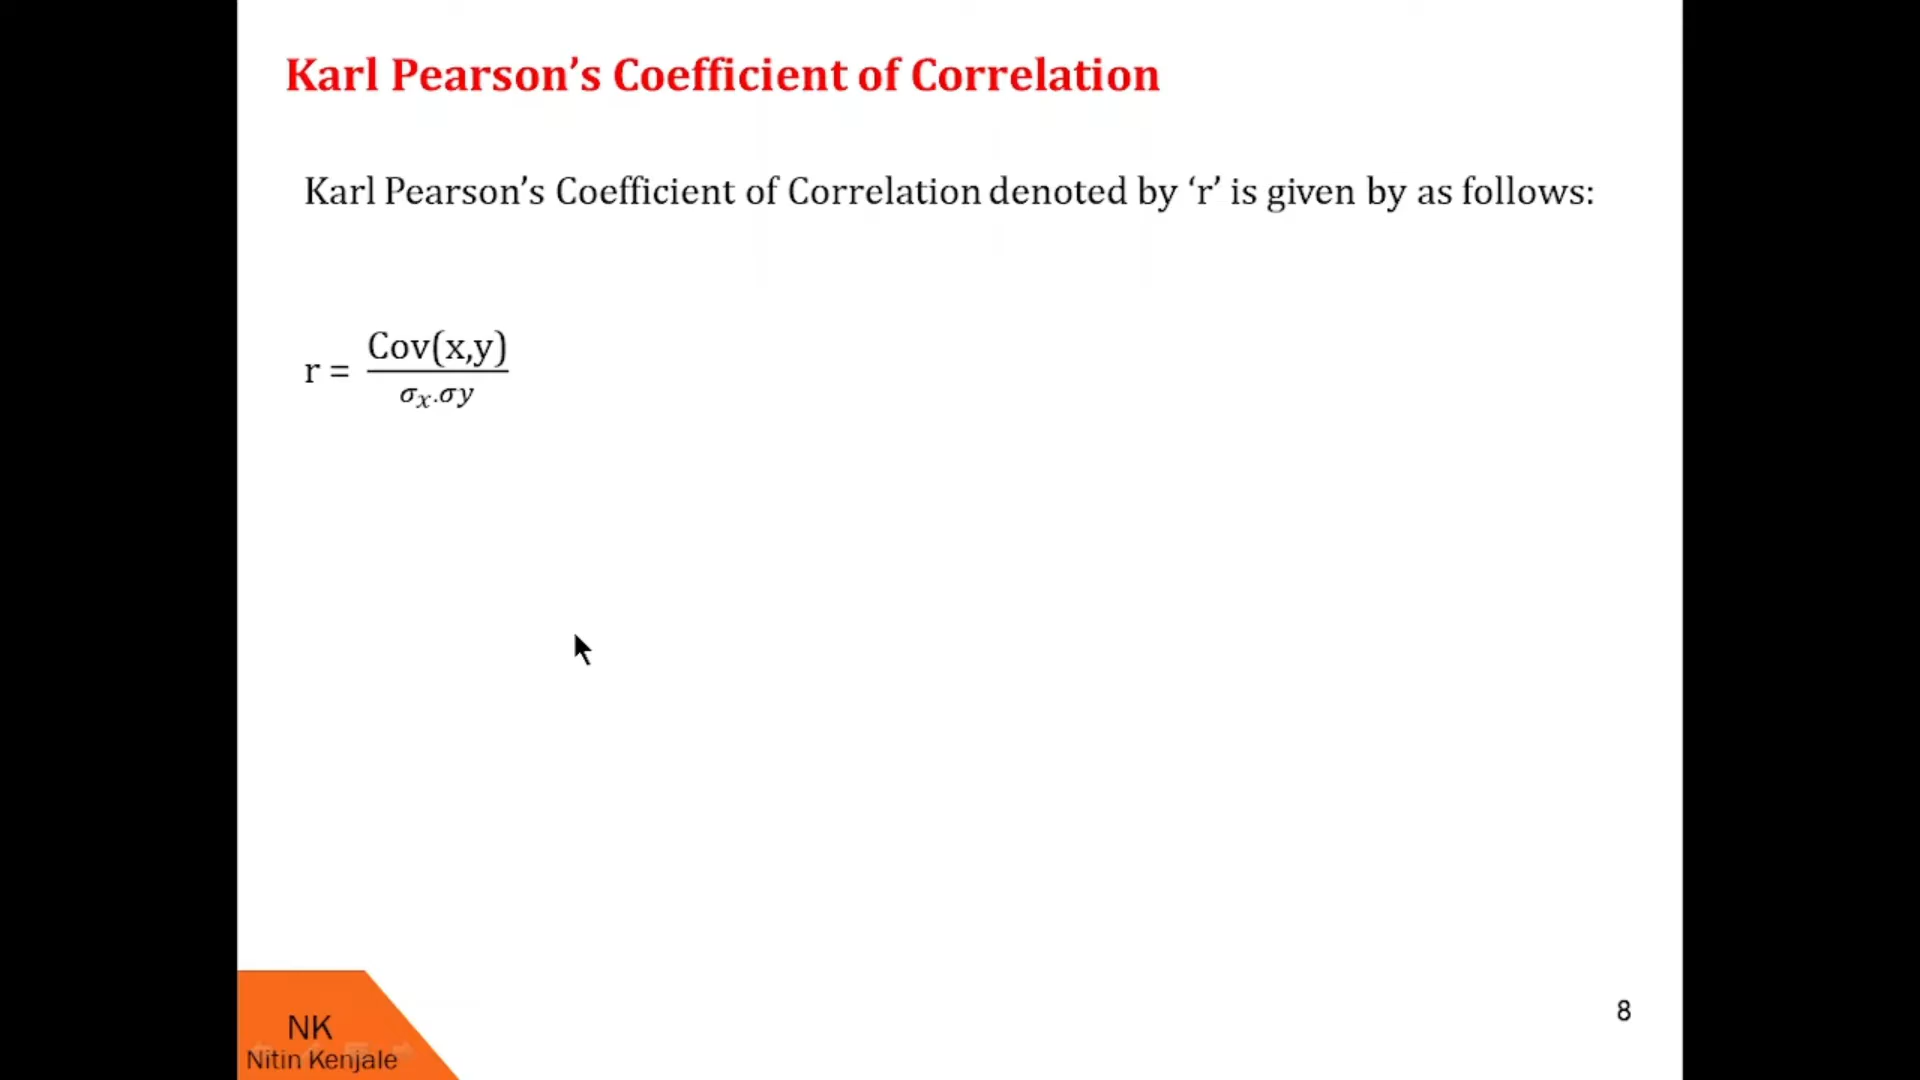 Karl Pearson’s Coefficient of Correlation
Karl Pearson’s Coefficient of Correlation denoted by ‘r’ is given by as follows:
r = Cov(x,y) / σₓ.σy
8
NK
Nitin Kenjale